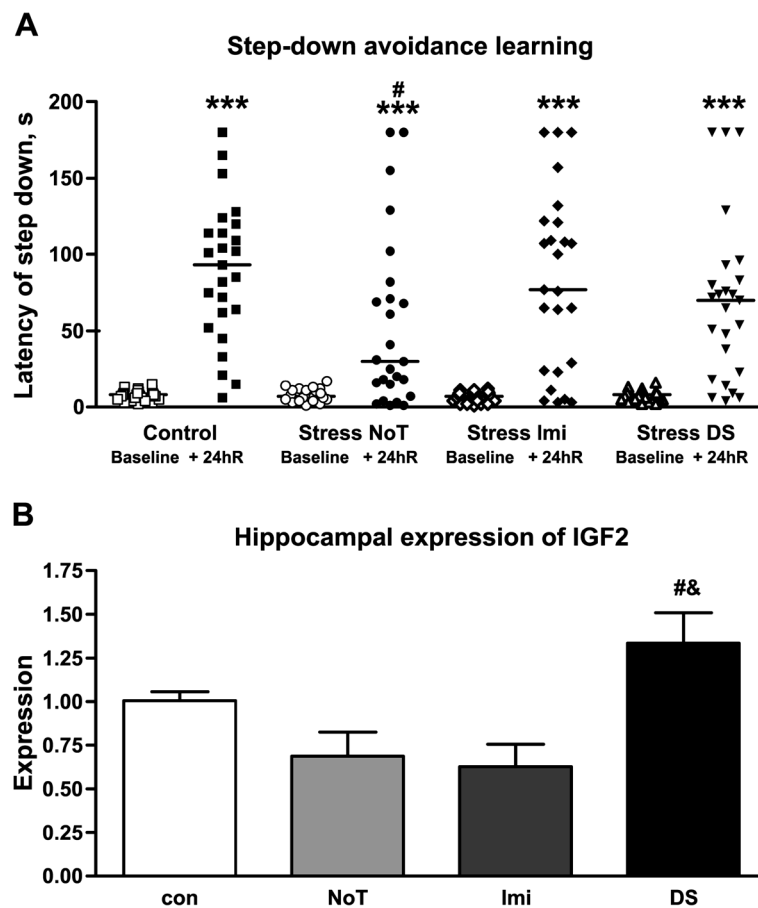 A
Step-down avoidance learning
Latency of step down, s
200
150
100
50
0
***
#
***
***
***
Control
Stress NoT
Stress Imi
Stress DS
Baseline + 24hR
Baseline + 24hR
Baseline + 24hR
Baseline + 24hR
B
Hippocampal expression of IGF2
Expression
1.75
1.50
1.25
1.00
0.75
0.50
0.25
0.00
#&
con
NoT
Imi
DS